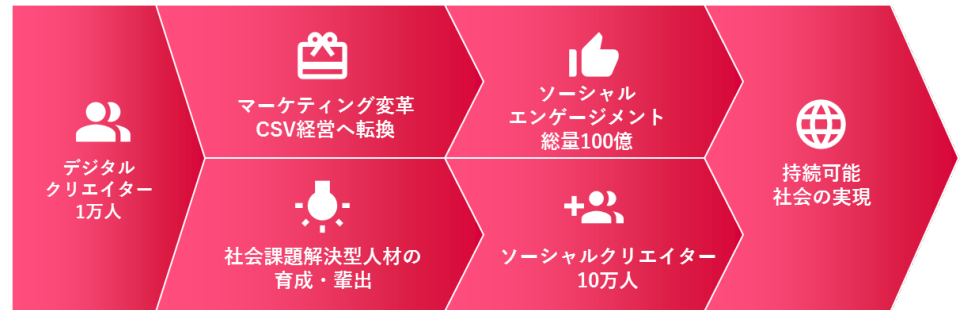 デジタル
クリエイター
1万人
マーケティング変革
CSV経営へ転換
ソーシャル
エンゲージメント
総量100億
社会課題解決型人材の
育成・輩出
ソーシャルクリエイター
10万人
持続可能
社会の実現